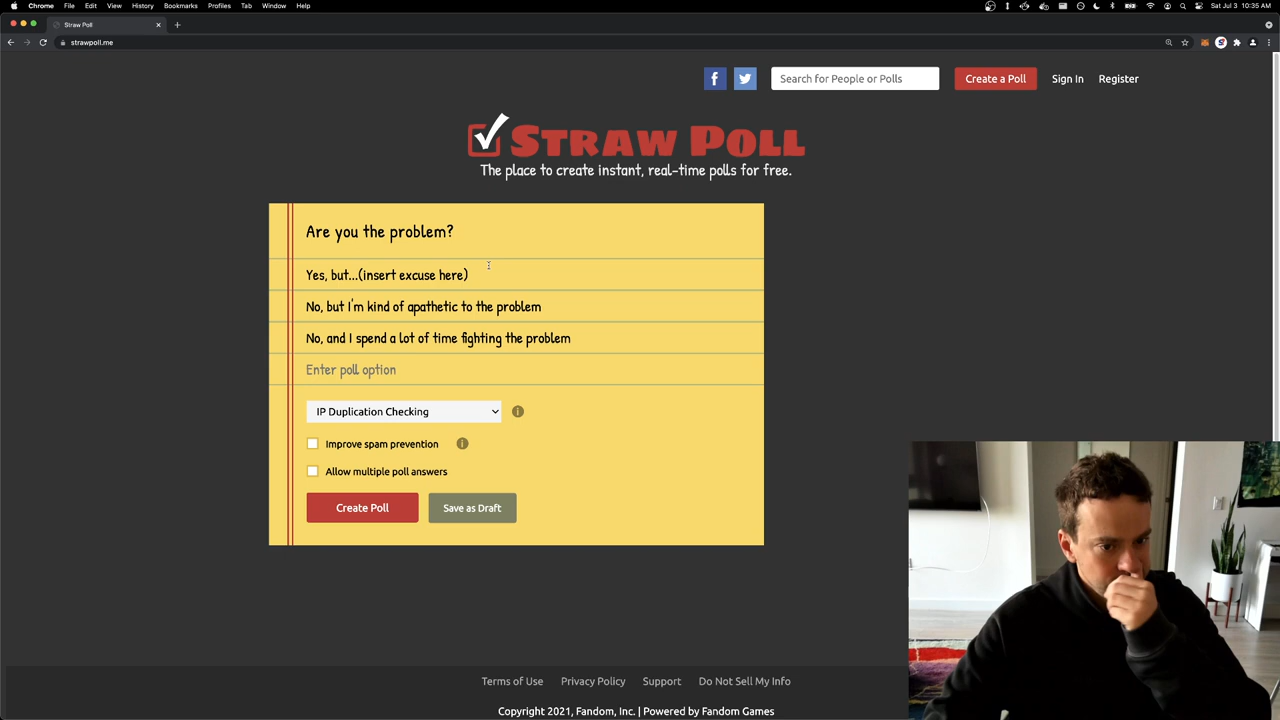 Chrome File Edit View History Bookmarks Profiles Tab Window Help
Sat Jul 3 10:35 AM
Straw Poll
strawpoll.me
Search for People or Polls
Create a Poll
Sign In
Register
STRAW POLL
The place to create instant, real-time polls for free.
Are you the problem?
Yes, but...(insert excuse here)
No, but I'm kind of apathetic to the problem
No, and I spend a lot of time fighting the problem
Enter poll option
IP Duplication Checking
Improve spam prevention
Allow multiple poll answers
Create Poll
Save as Draft
Terms of Use Privacy Policy Support Do Not Sell My Info
Copyright 2021, Fandom, Inc. | Powered by Fandom Games